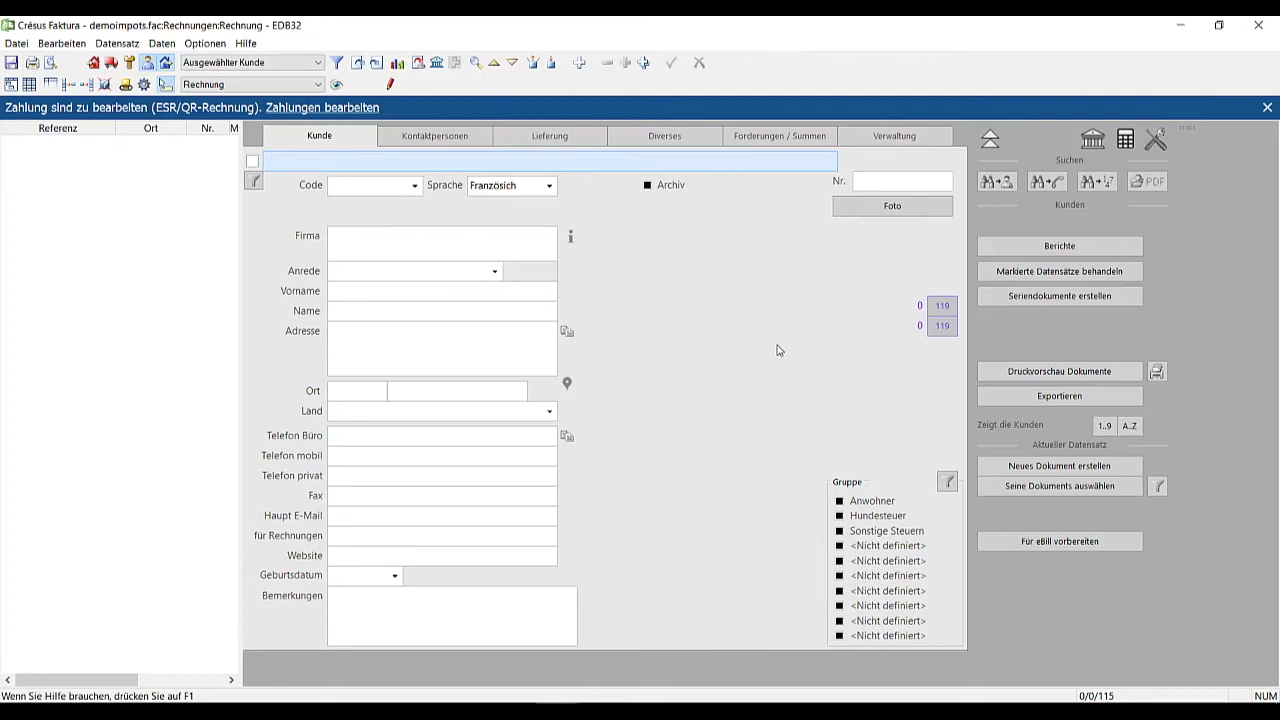 Crésus Faktura - demoimpots.fac:Rechnungen:Rechnung - EDB32
Datei Bearbeiten Datensatz Daten Optionen Hilfe
Ausgewählter Kunde
Rechnung
Zahlung sind zu bearbeiten (ESR/QR-Rechnung). Zahlungen bearbeiten
Referenz Ort Nr. M
Kunde Kontaktpersonen Lieferung Diverses Forderungen / Summen Verwaltung
Code Sprache Französich Archiv Nr.
Foto
Firma
Anrede
Vorname
Name
Adresse
Ort
Land
Telefon Büro
Telefon mobil
Telefon privat
Fax
Haupt E-Mail
für Rechnungen
Website
Geburtsdatum
Bemerkungen
0 119
0 119
Gruppe
Anwohner
Hundesteuer
Sonstige Steuern
<Nicht definiert>
<Nicht definiert>
<Nicht definiert>
<Nicht definiert>
<Nicht definiert>
<Nicht definiert>
<Nicht definiert>
Suchen
PDF
Kunden
Berichte
Markierte Datensätze behandeln
Seriendokumente erstellen
Druckvorschau Dokumente
Exportieren
Zeigt die Kunden 1..9 A..Z
Aktueller Datensatz
Neues Dokument erstellen
Seine Dokuments auswählen
Für eBill vorbereiten
Wenn Sie Hilfe brauchen, drücken Sie auf F1 0/0/115 NUM